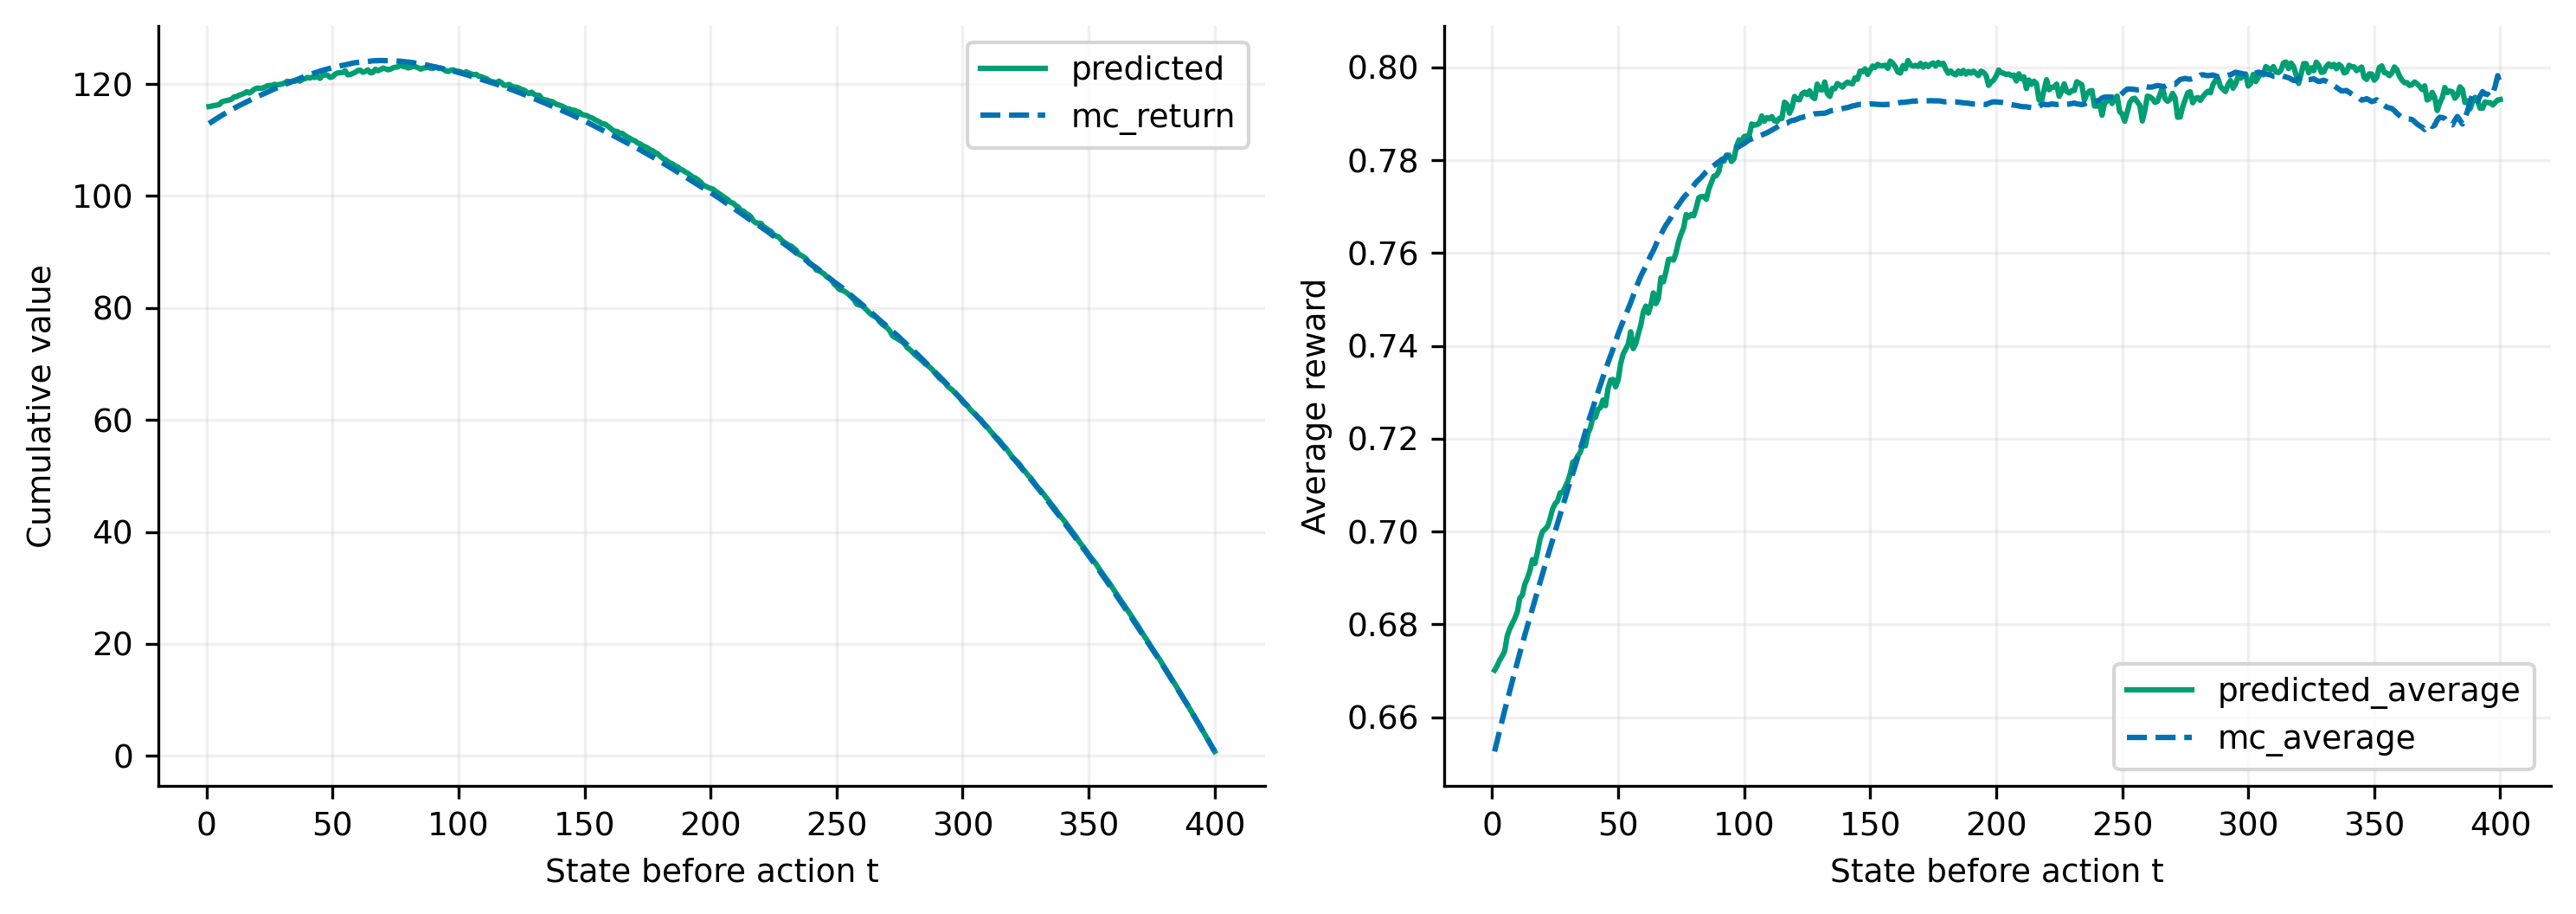 Cumulative value
120
100
80
60
40
20
0
0 50 100 150 200 250 300 350 400
State before action t
predicted
mc_return
Average reward
0.80
0.78
0.76
0.74
0.72
0.70
0.68
0.66
0 50 100 150 200 250 300 350 400
State before action t
predicted_average
mc_average